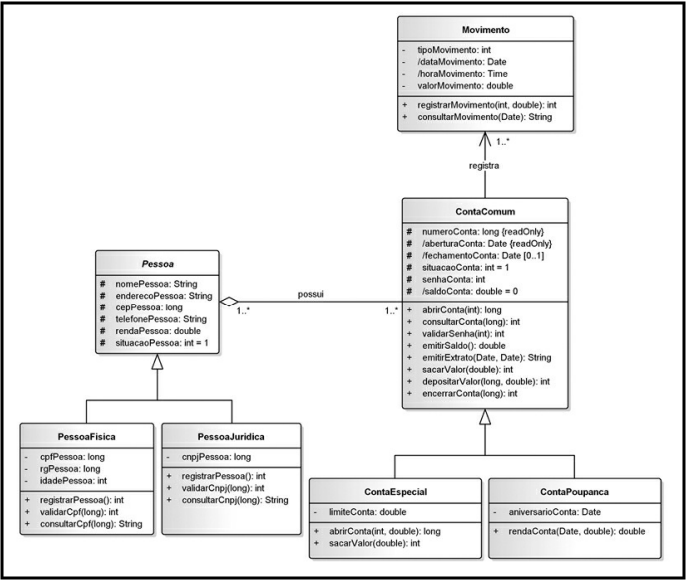 Movimento
- tipoMovimento: int
- /dataMovimento: Date
- /horaMovimento: Time
- valorMovimento: double
+ registrarMovimento(int, double): int
+ consultarMovimento(Date): String
1..*
registra
ContaComum
# numeroConta: long {readOnly}
# /aberturaConta: Date {readOnly}
# /fechamentoConta: Date [0..1]
# situacaoConta: int = 1
# senhaConta: int
# /saldoConta: double = 0
+ abrirConta(int): long
+ consultarConta(long): int
+ validarSenha(int): int
+ emitirSaldo(): double
+ emitirExtrato(Date, Date): String
+ sacarValor(double): int
+ depositarValor(long, double): int
+ encerrarConta(long): int
Pessoa
# nomePessoa: String
# enderecoPessoa: String
# cepPessoa: long
# telefonePessoa: String
# rendaPessoa: double
# situacaoPessoa: int = 1
possui
1..*
1..*
PessoaFisica
- cpfPessoa: long
- rgPessoa: long
- idadePessoa: int
+ registrarPessoa(): int
+ validarCpf(long): int
+ consultarCpf(long): String
PessoaJuridica
- cnpjPessoa: long
+ registrarPessoa(): int
+ validarCnpj(long): int
+ consultarCnpj(long): String
ContaEspecial
- limiteConta: double
+ abrirConta(int, double): long
+ sacarValor(double): int
ContaPoupanca
- aniversarioConta: Date
+ rendaConta(Date, double): double